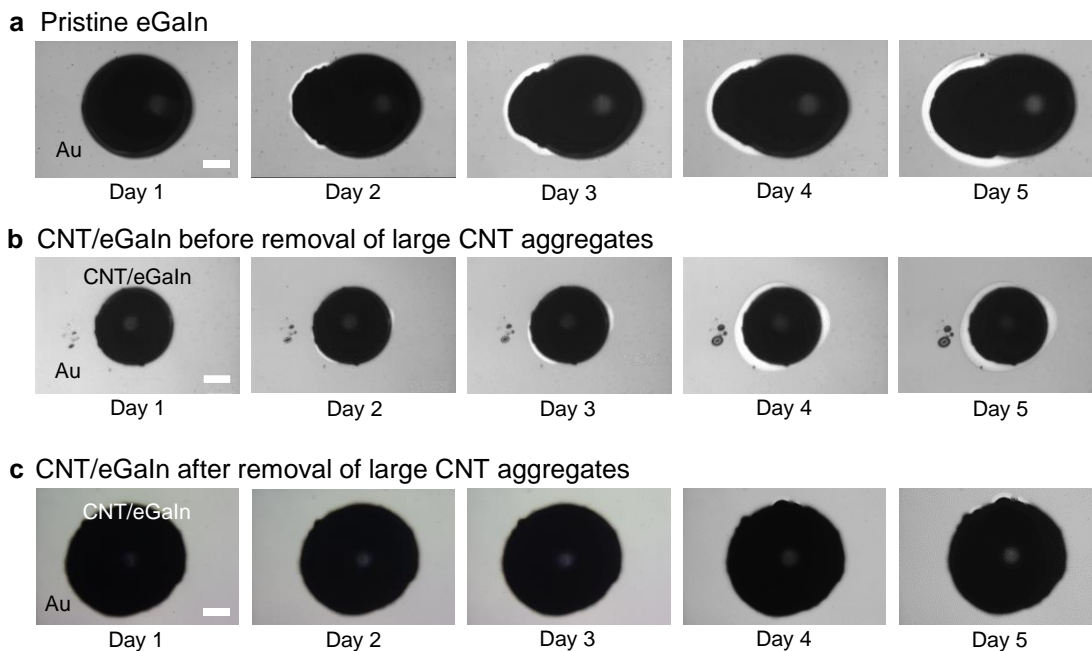 a Pristine eGaIn
Au
Day 1 Day 2 Day 3 Day 4 Day 5
b CNT/eGaIn before removal of large CNT aggregates
CNT/eGaIn
Au
Day 1 Day 2 Day 3 Day 4 Day 5
c CNT/eGaIn after removal of large CNT aggregates
CNT/eGaIn
Au
Day 1 Day 2 Day 3 Day 4 Day 5